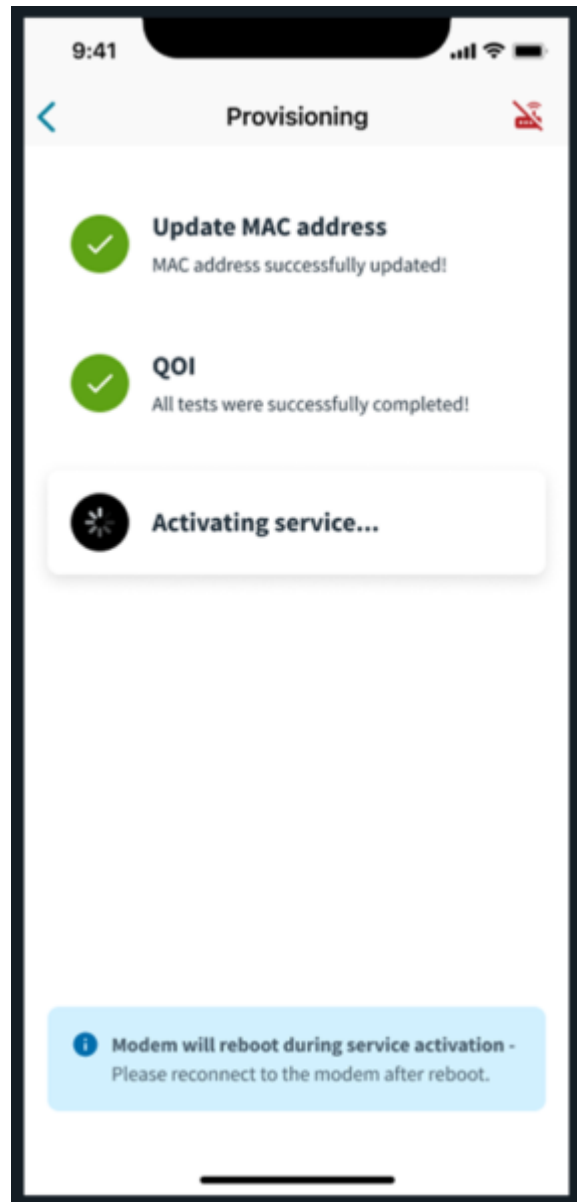 9:41
Provisioning
Update MAC address
MAC address successfully updated!
QOI
All tests were successfully completed!
Activating service...
Modem will reboot during service activation -
Please reconnect to the modem after reboot.